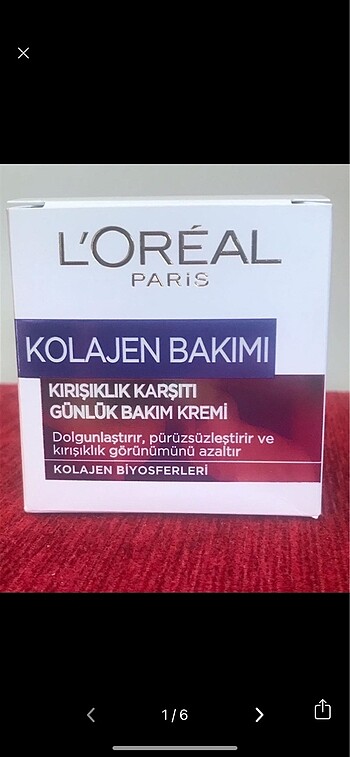 L'ORÉAL
PARiS
KOLAJEN BAKIMI
KIRIŞIKLIK KARŞITI
GÜNLÜK BAKIM KREMİ
Dolgunlaştırır, pürüzsüzleştirir ve
kırışıklık görünümünü azaltır
KOLAJEN BİYOSFERLERİ
1/6